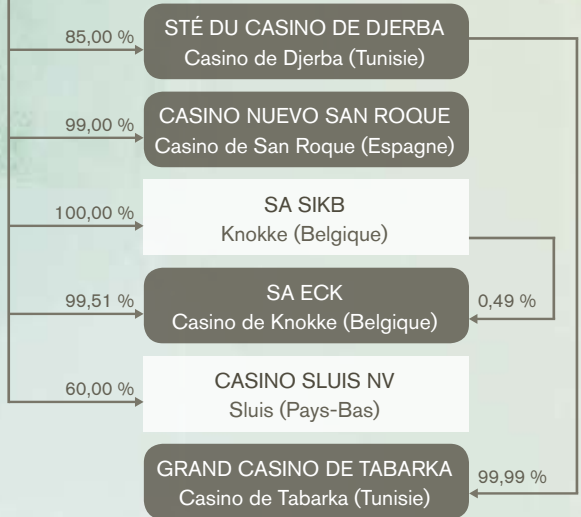 85,00 %
STÉ DU CASINO DE DJERBA
Casino de Djerba (Tunisie)
99,00 %
CASINO NUEVO SAN ROQUE
Casino de San Roque (Espagne)
100,00 %
SA SIKB
Knokke (Belgique)
99,51 %
SA ECK
Casino de Knokke (Belgique)
0,49 %
60,00 %
CASINO SLUIS NV
Sluis (Pays-Bas)
GRAND CASINO DE TABARKA
Casino de Tabarka (Tunisie)
99,99 %